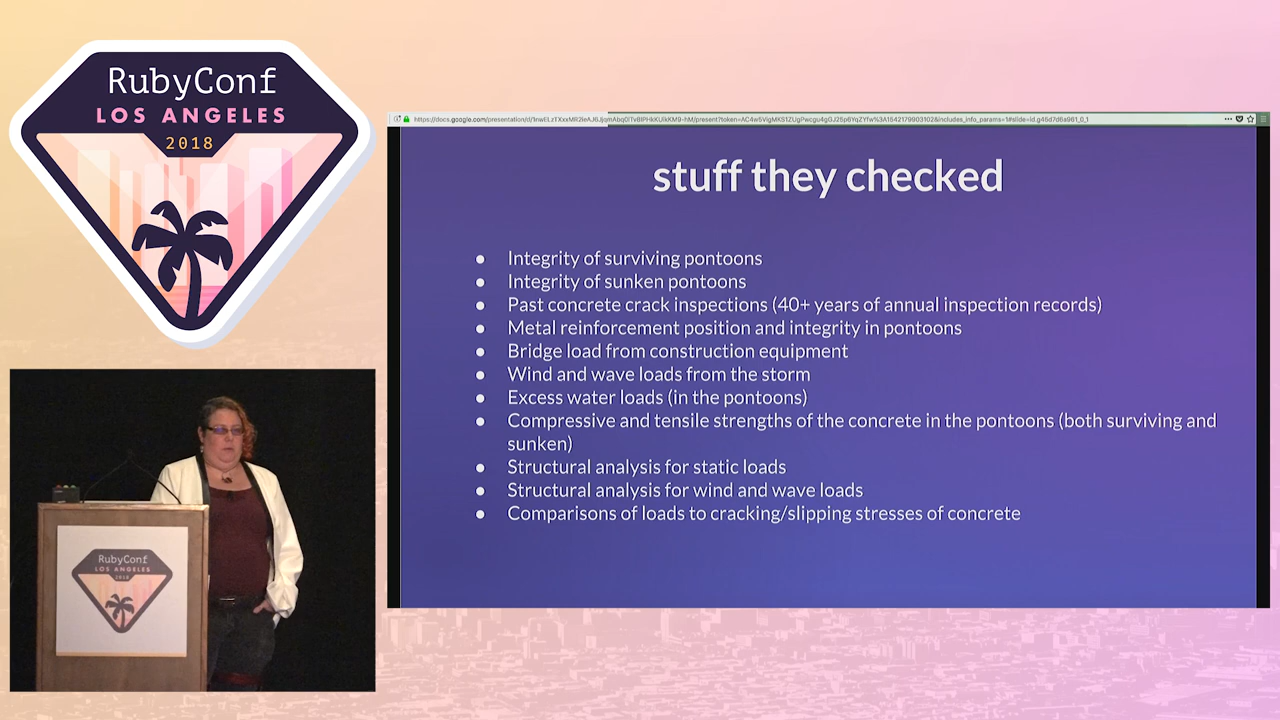 RubyConf
LOS ANGELES
2018
stuff they checked
● Integrity of surviving pontoons
● Integrity of sunken pontoons
● Past concrete crack inspections (40+ years of annual inspection records)
● Metal reinforcement position and integrity in pontoons
● Bridge load from construction equipment
● Wind and wave loads from the storm
● Excess water loads (in the pontoons)
● Compressive and tensile strengths of the concrete in the pontoons (both surviving and
sunken)
● Structural analysis for static loads
● Structural analysis for wind and wave loads
● Comparisons of loads to cracking/slipping stresses of concrete
RubyConf
LOS ANGELES
2018